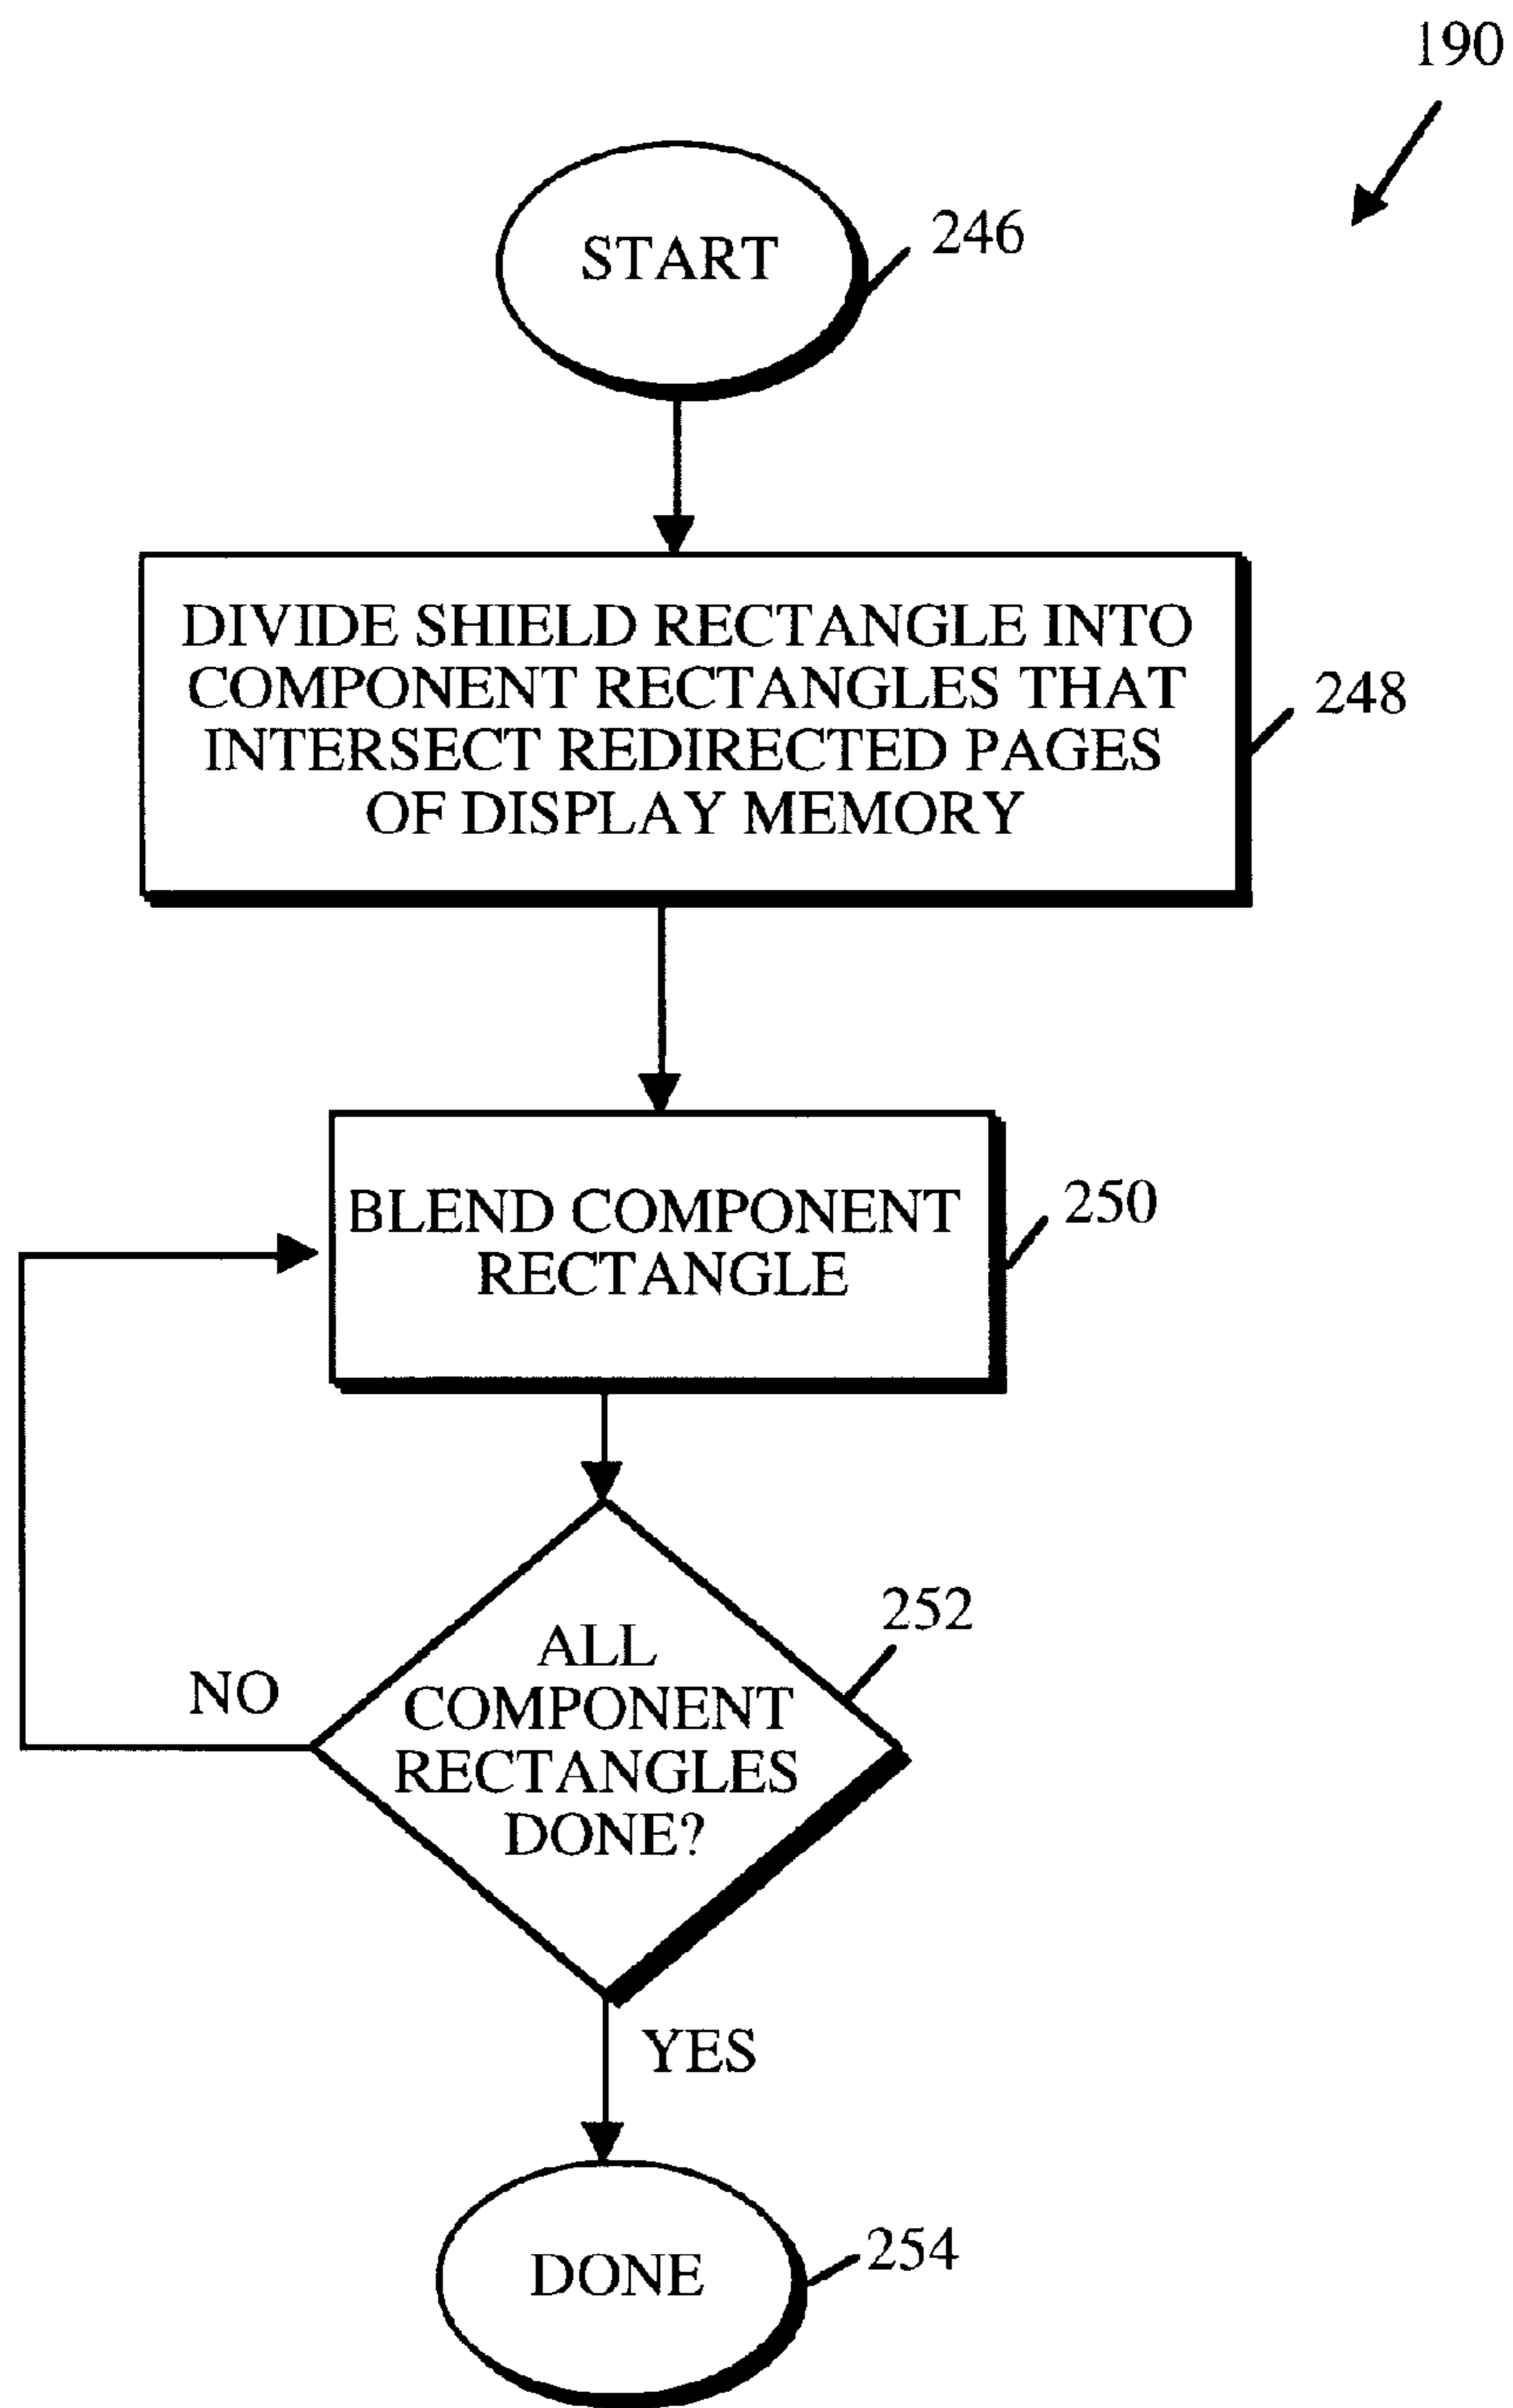 190
START
246
DIVIDE SHIELD RECTANGLE INTO
COMPONENT RECTANGLES THAT
INTERSECT REDIRECTED PAGES
OF DISPLAY MEMORY
248
BLEND COMPONENT
RECTANGLE
250
ALL
COMPONENT
RECTANGLES
DONE?
252
NO
YES
DONE
254